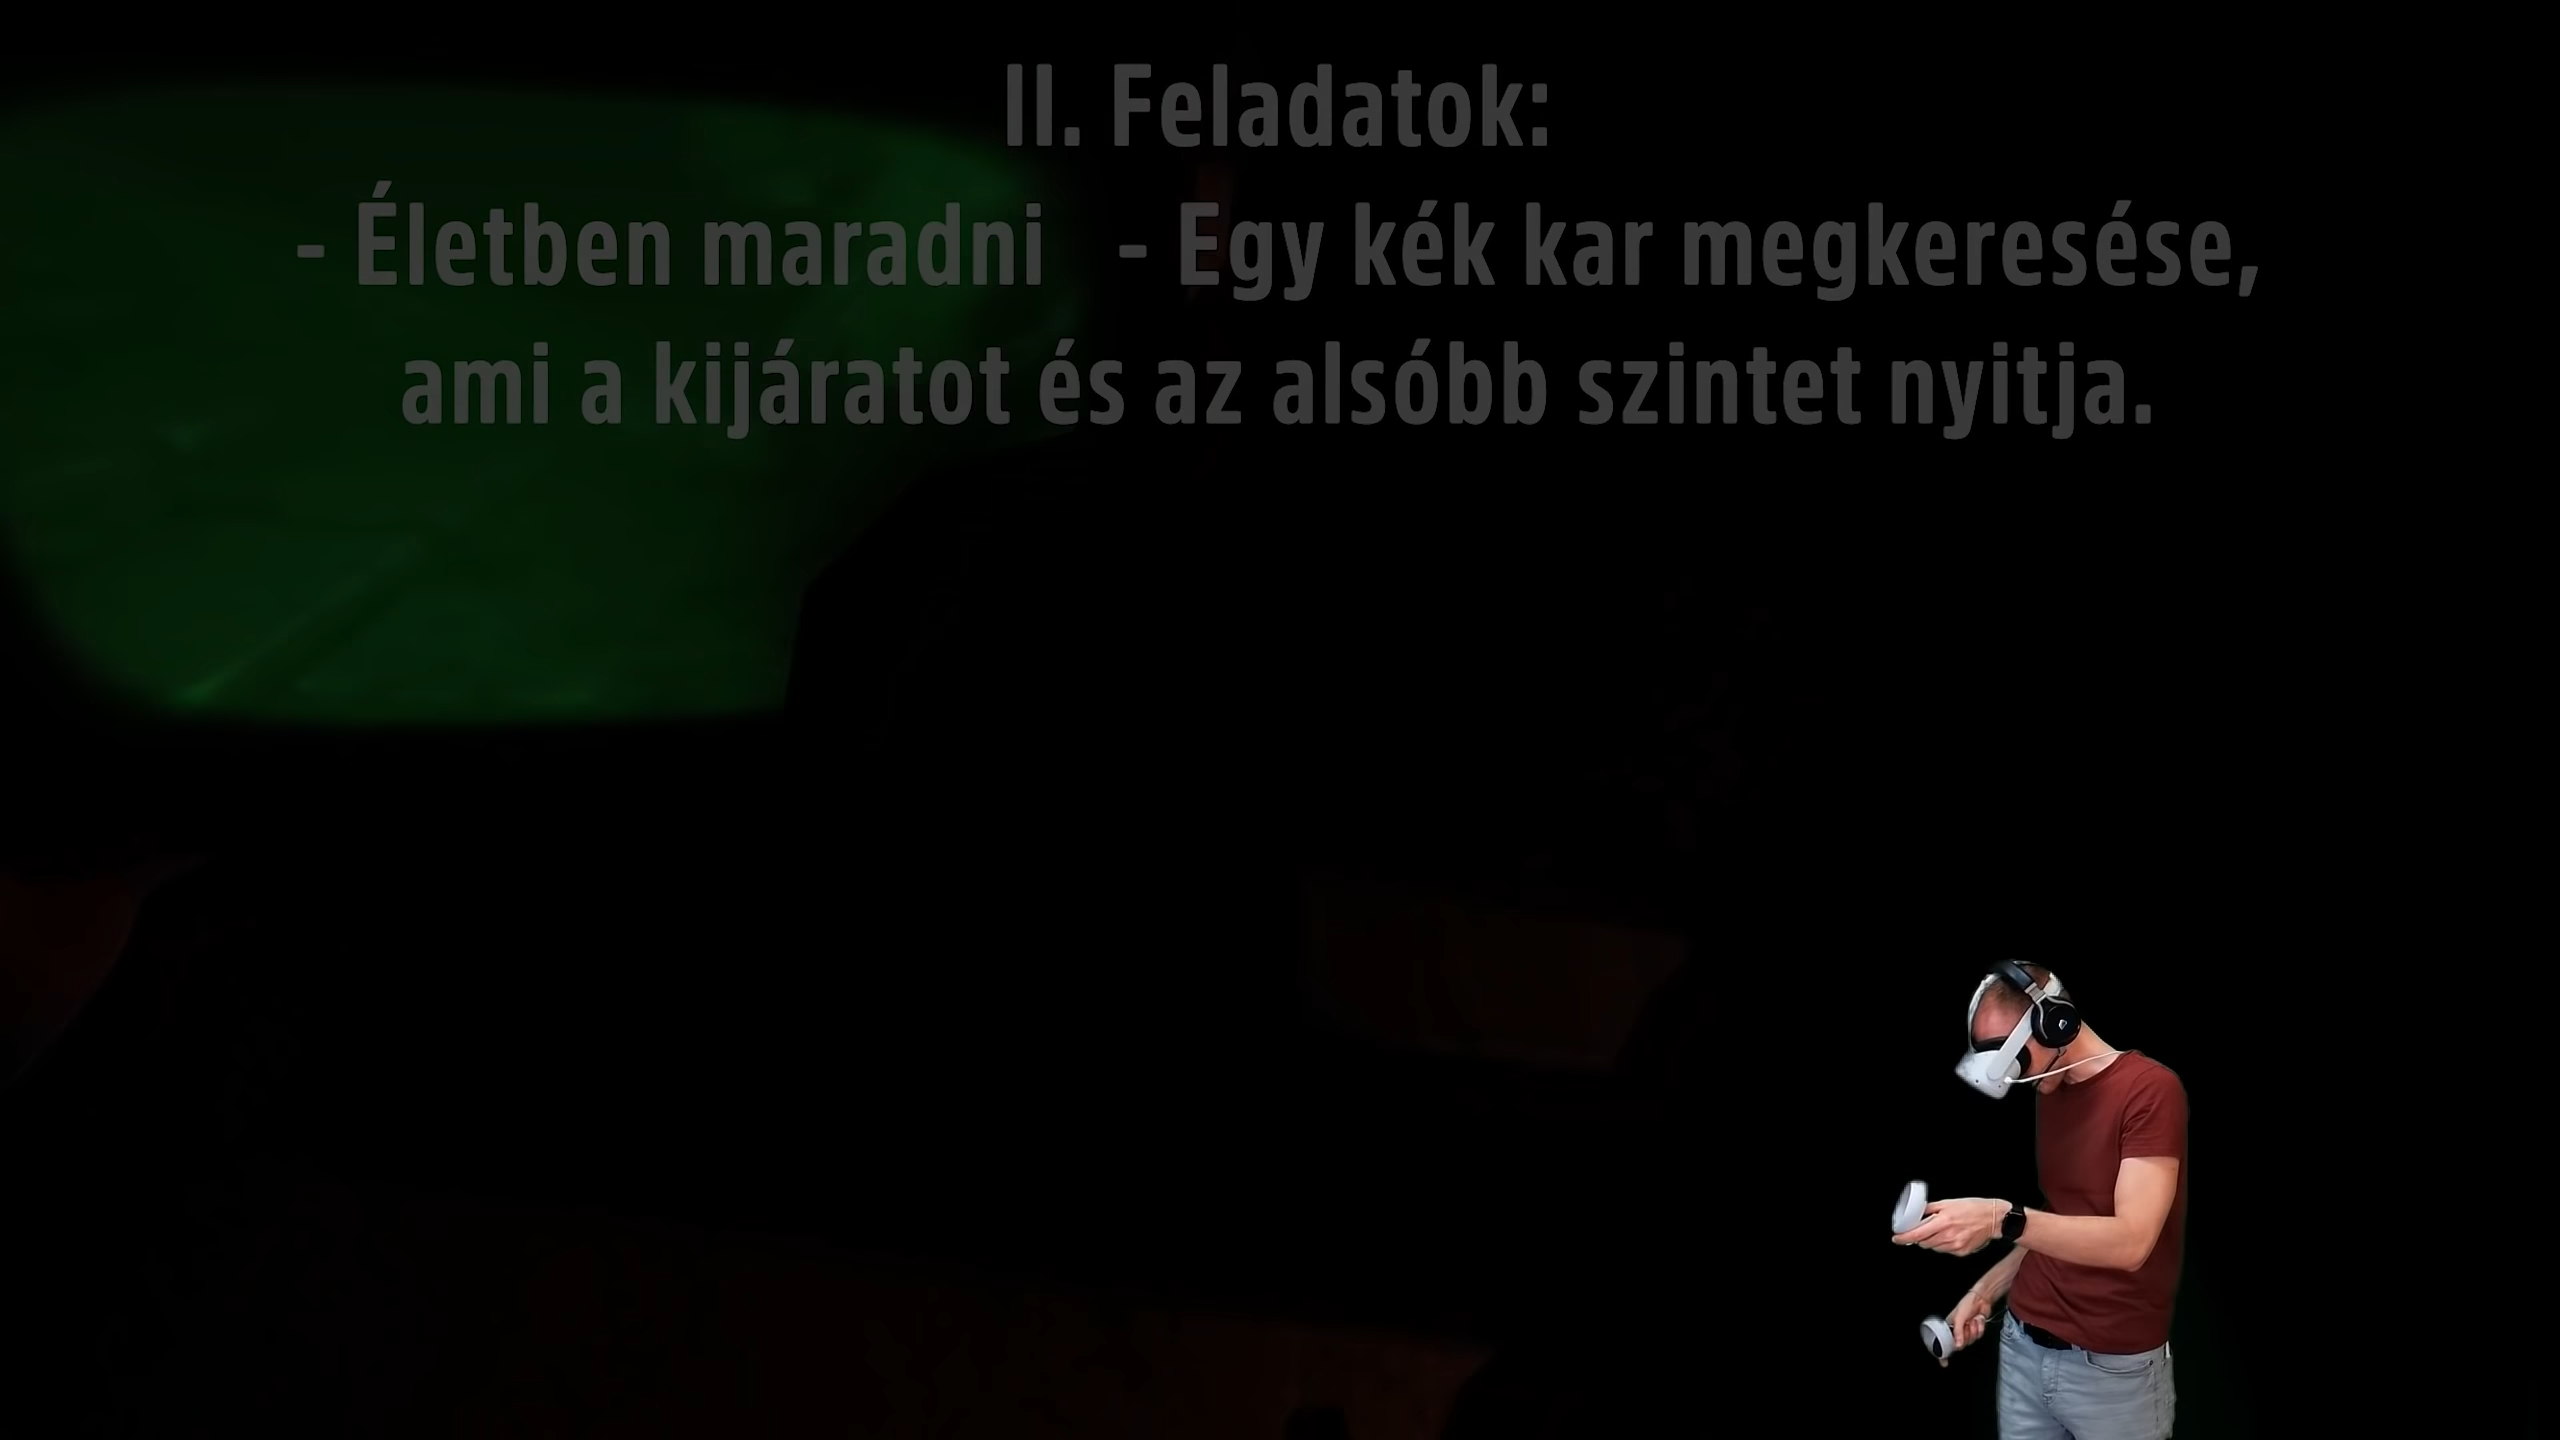 II. Feladatok:
- Életben maradni - Egy kék kar megkeresése,
ami a kijáratot és az alsóbb szintet nyitja.